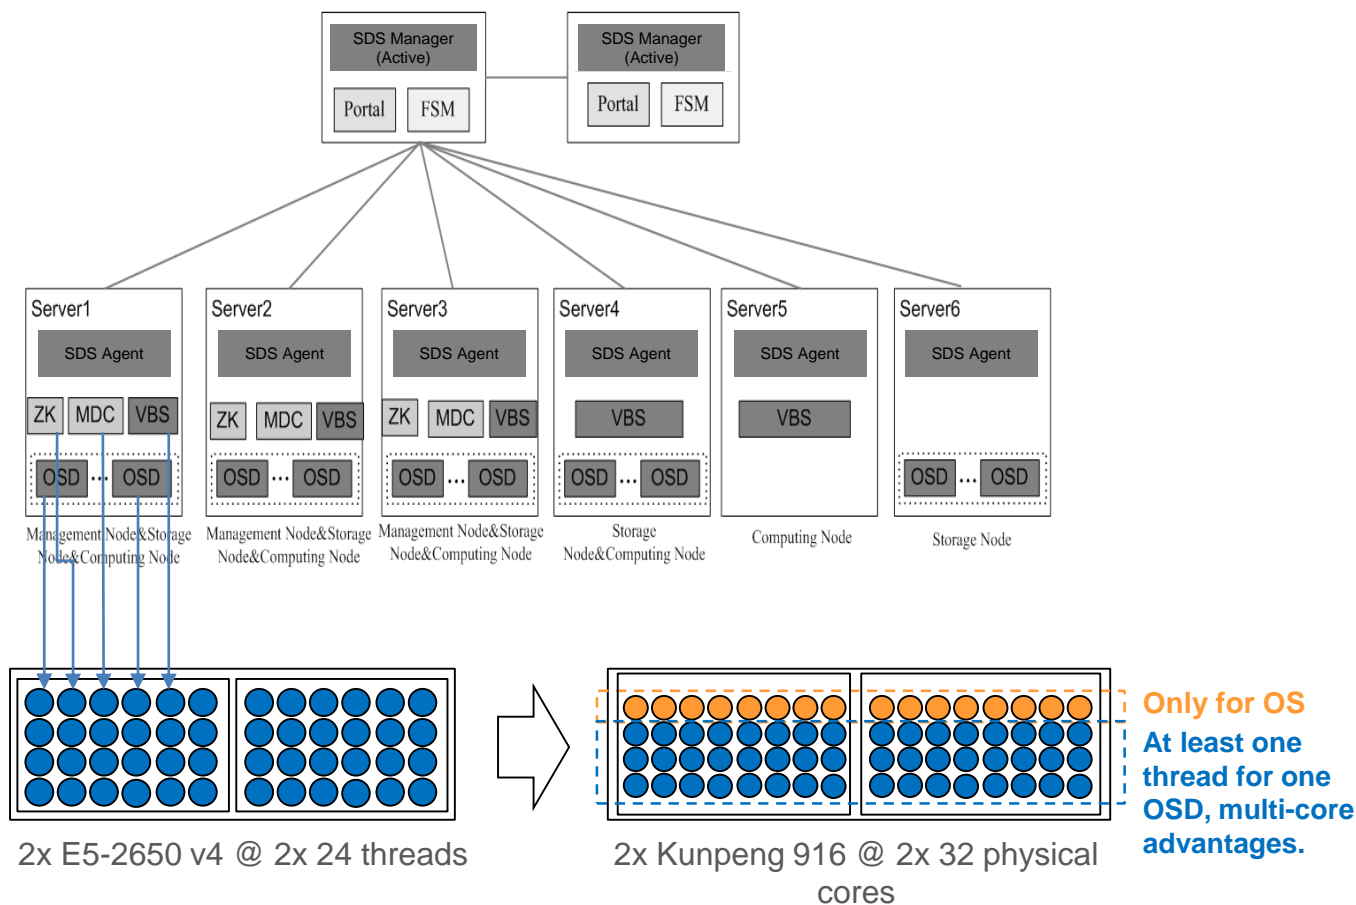 SDS Manager
(Active)
Portal
FSM
SDS Manager
(Active)
Portal
FSM
Server1
SDS Agent
ZK
MDC
VBS
OSD
...
OSD
Management Node&Storage
Node&Computing Node
Server2
SDS Agent
ZK
MDC
VBS
OSD
...
OSD
Management Node&Storage
Node&Computing Node
Server3
SDS Agent
ZK
MDC
VBS
OSD
...
OSD
Management Node&Storage
Node&Computing Node
Server4
SDS Agent
VBS
OSD
...
OSD
Storage
Node&Computing Node
Server5
SDS Agent
VBS
Computing Node
Server6
SDS Agent
OSD
...
OSD
Storage Node
2x E5-2650 v4 @ 2x 24 threads
2x Kunpeng 916 @ 2x 32 physical
cores
Only for OS
At least one
thread for one
OSD, multi-core
advantages.